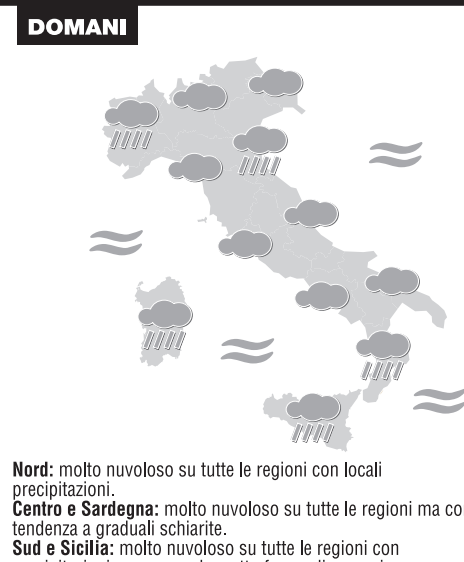 DOMANI
Nord: molto nuvoloso su tutte le regioni con locali
precipitazioni.
Centro e Sardegna: molto nuvoloso su tutte le regioni ma
tendenza a graduali schiarite.
Sud e Sicilia: molto nuvoloso su tutte le regioni con